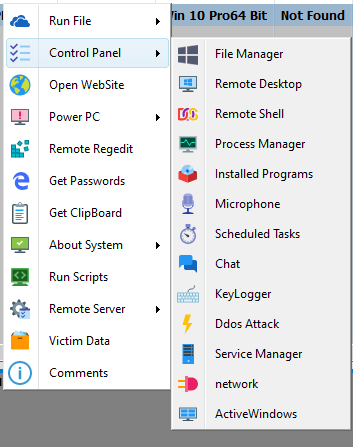 Win 10 Pro64 Bit Not Found
Run File
Control Panel
Open WebSite
Power PC
Remote Regedit
Get Passwords
Get ClipBoard
About System
Run Scripts
Remote Server
Victim Data
Comments
File Manager
Remote Desktop
Remote Shell
Process Manager
Installed Programs
Microphone
Scheduled Tasks
Chat
KeyLogger
Ddos Attack
Service Manager
network
ActiveWindows